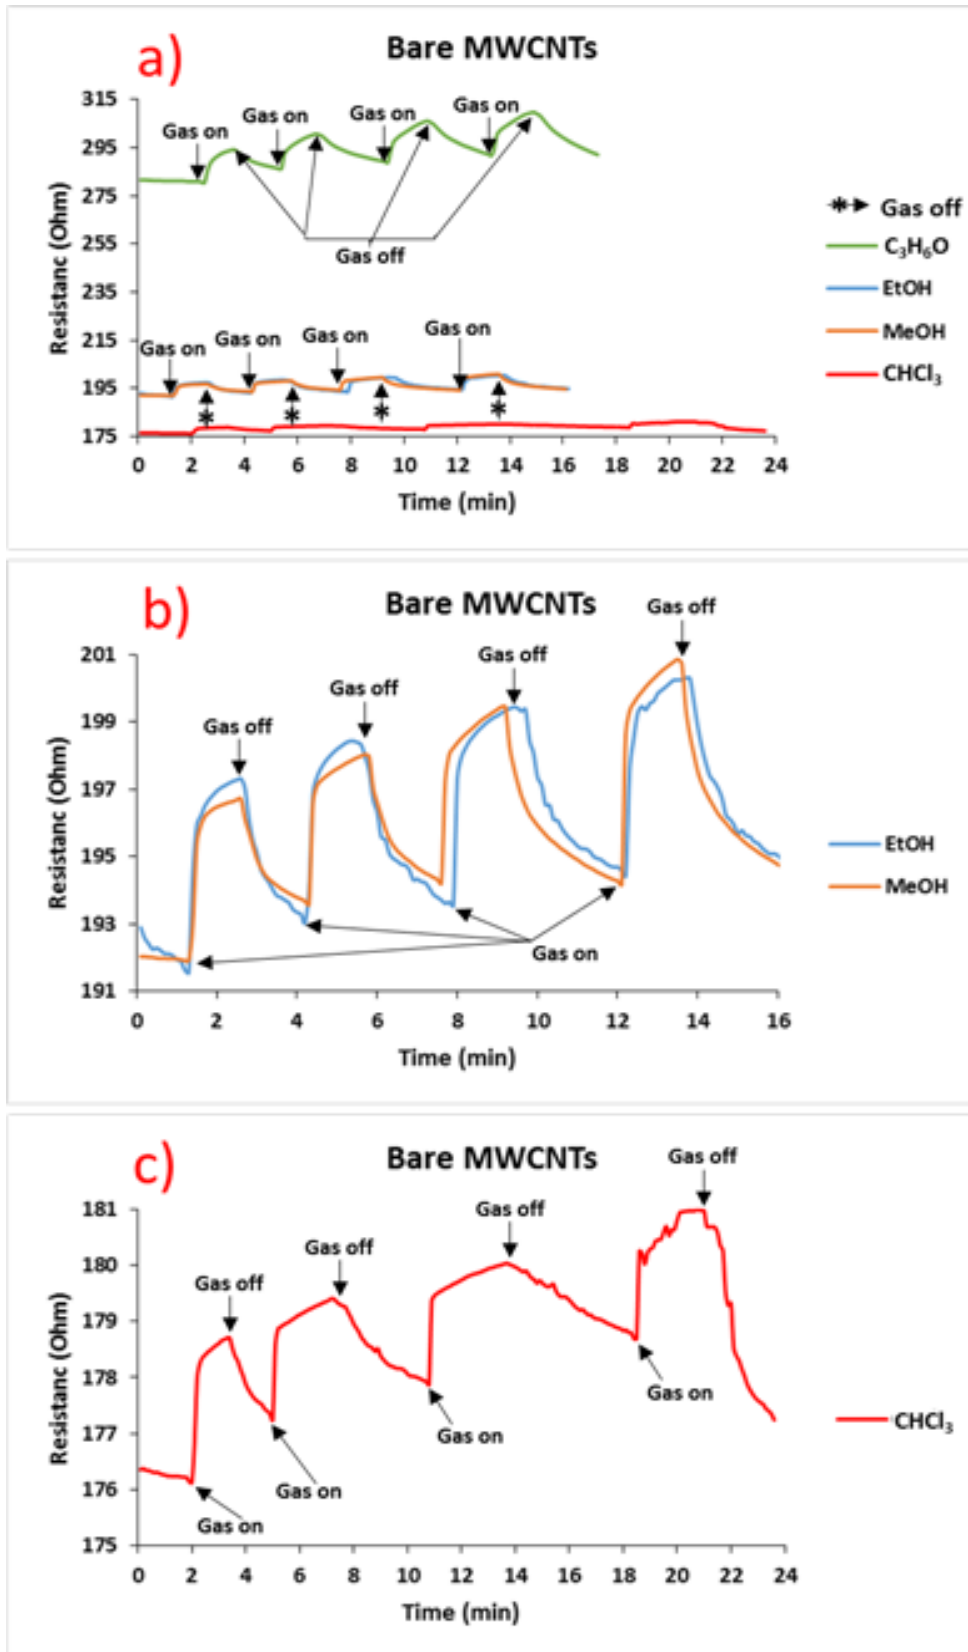 a)
Bare MWCNTs
315
295
275
255
235
215
195
175
Resistanc (Ohm)
Gas on
Gas on
Gas on
Gas on
Gas off
Gas on
Gas on
Gas on
Gas on
*
*
*
*
0 2 4 6 8 10 12 14 16 18 20 22 24
Time (min)
* Gas off
C₃H₆O
EtOH
MeOH
CHCl₃
b)
Bare MWCNTs
201
199
197
195
193
191
Resistanc (Ohm)
Gas off
Gas off
Gas off
Gas off
Gas on
0 2 4 6 8 10 12 14 16
Time (min)
EtOH
MeOH
c)
Bare MWCNTs
181
180
179
178
177
176
175
Resistanc (Ohm)
Gas off
Gas off
Gas off
Gas off
Gas on
Gas on
Gas on
Gas on
0 2 4 6 8 10 12 14 16 18 20 22 24
Time (min)
CHCl₃